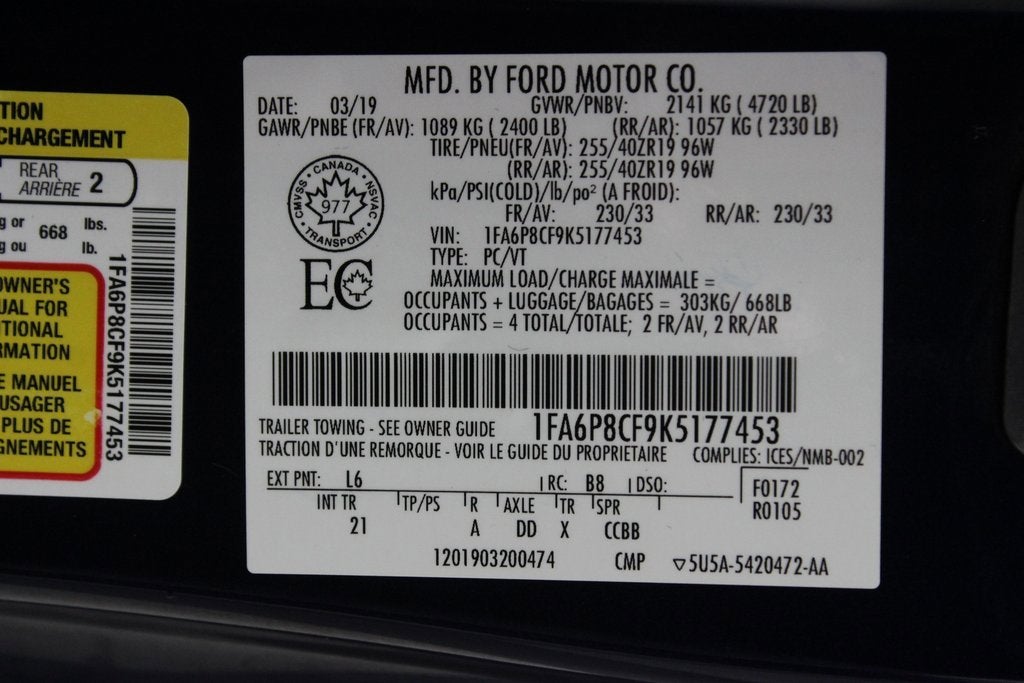 TION
CHARGEMENT
REAR
ARRIÈRE 2
g or 668 lbs.
g ou lb.
OWNER'S
UAL FOR
ITIONAL
RMATION
E MANUEL
USAGER
PLUS DE
GNEMENTS
1FA6P8CF9K5177453
MFD. BY FORD MOTOR CO.
DATE: 03/19 GVWR/PNBV: 2141 KG ( 4720 LB)
GAWR/PNBE (FR/AV): 1089 KG ( 2400 LB) (RR/AR): 1057 KG ( 2330 LB)
TIRE/PNEU(FR/AV): 255/40ZR19 96W
(RR/AR): 255/40ZR19 96W
kPa/PSI(COLD)/lb/po² (A FROID):
FR/AV: 230/33 RR/AR: 230/33
VIN: 1FA6P8CF9K5177453
TYPE: PC/VT
MAXIMUM LOAD/CHARGE MAXIMALE =
OCCUPANTS + LUGGAGE/BAGAGES = 303KG/ 668LB
OCCUPANTS = 4 TOTAL/TOTALE; 2 FR/AV, 2 RR/AR
CANADA
CMVSS NSVAC
977
TRANSPORT
EC
1FA6P8CF9K5177453
TRAILER TOWING - SEE OWNER GUIDE
TRACTION D'UNE REMORQUE - VOIR LE GUIDE DU PROPRIETAIRE COMPLIES: ICES/NMB-002
EXT PNT: L6 RC: B8 DSO: F0172
INT TR TP/PS R AXLE TR SPR R0105
21 A DD X CCBB
1201903200474 CMP ▽5U5A-5420472-AA